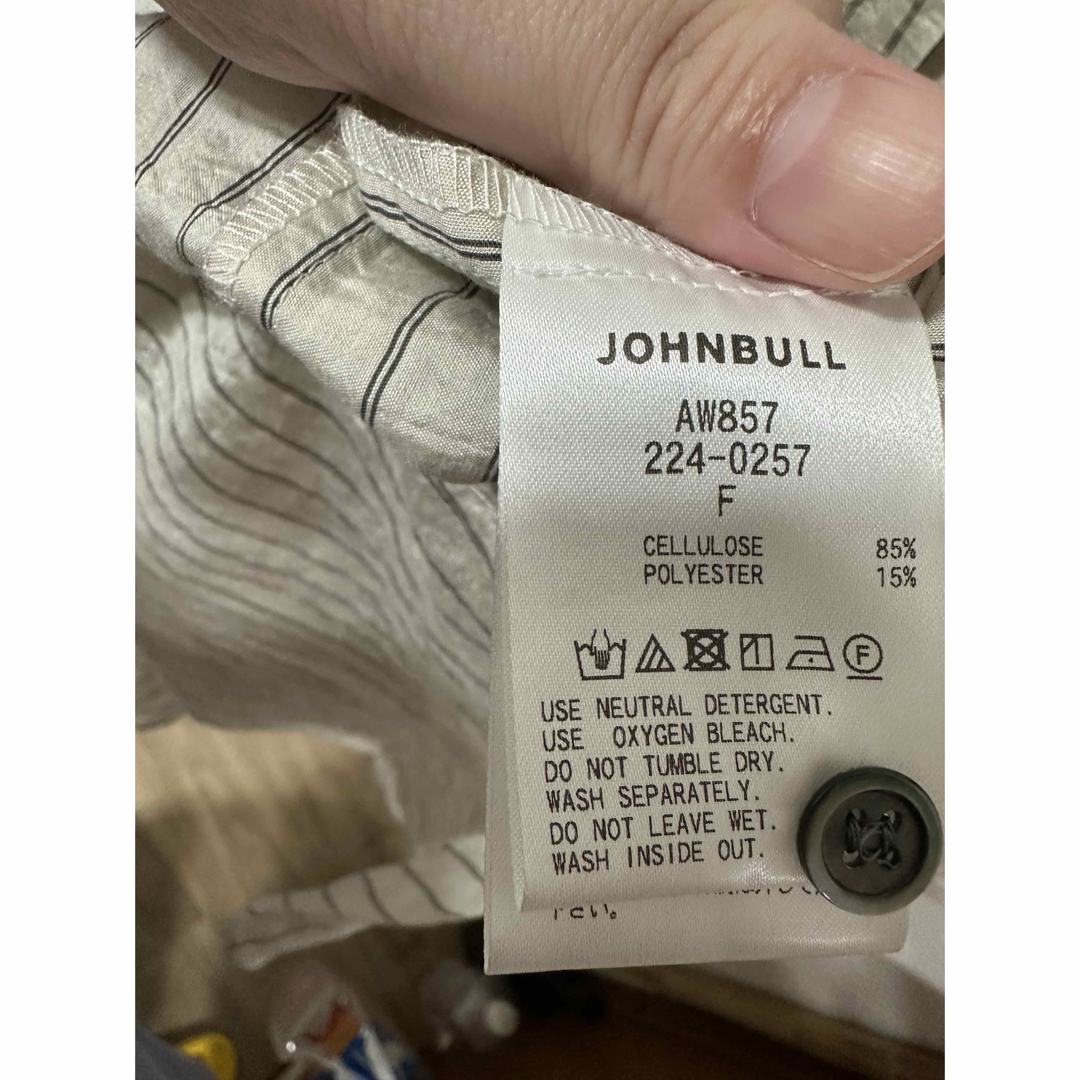 JOHNBULL
AW857
224-0257
F
CELLULOSE 85%
POLYESTER 15%
F
USE NEUTRAL DETERGENT.
USE OXYGEN BLEACH.
DO NOT TUMBLE DRY.
WASH SEPARATELY.
DO NOT LEAVE WET.
WASH INSIDE OUT.